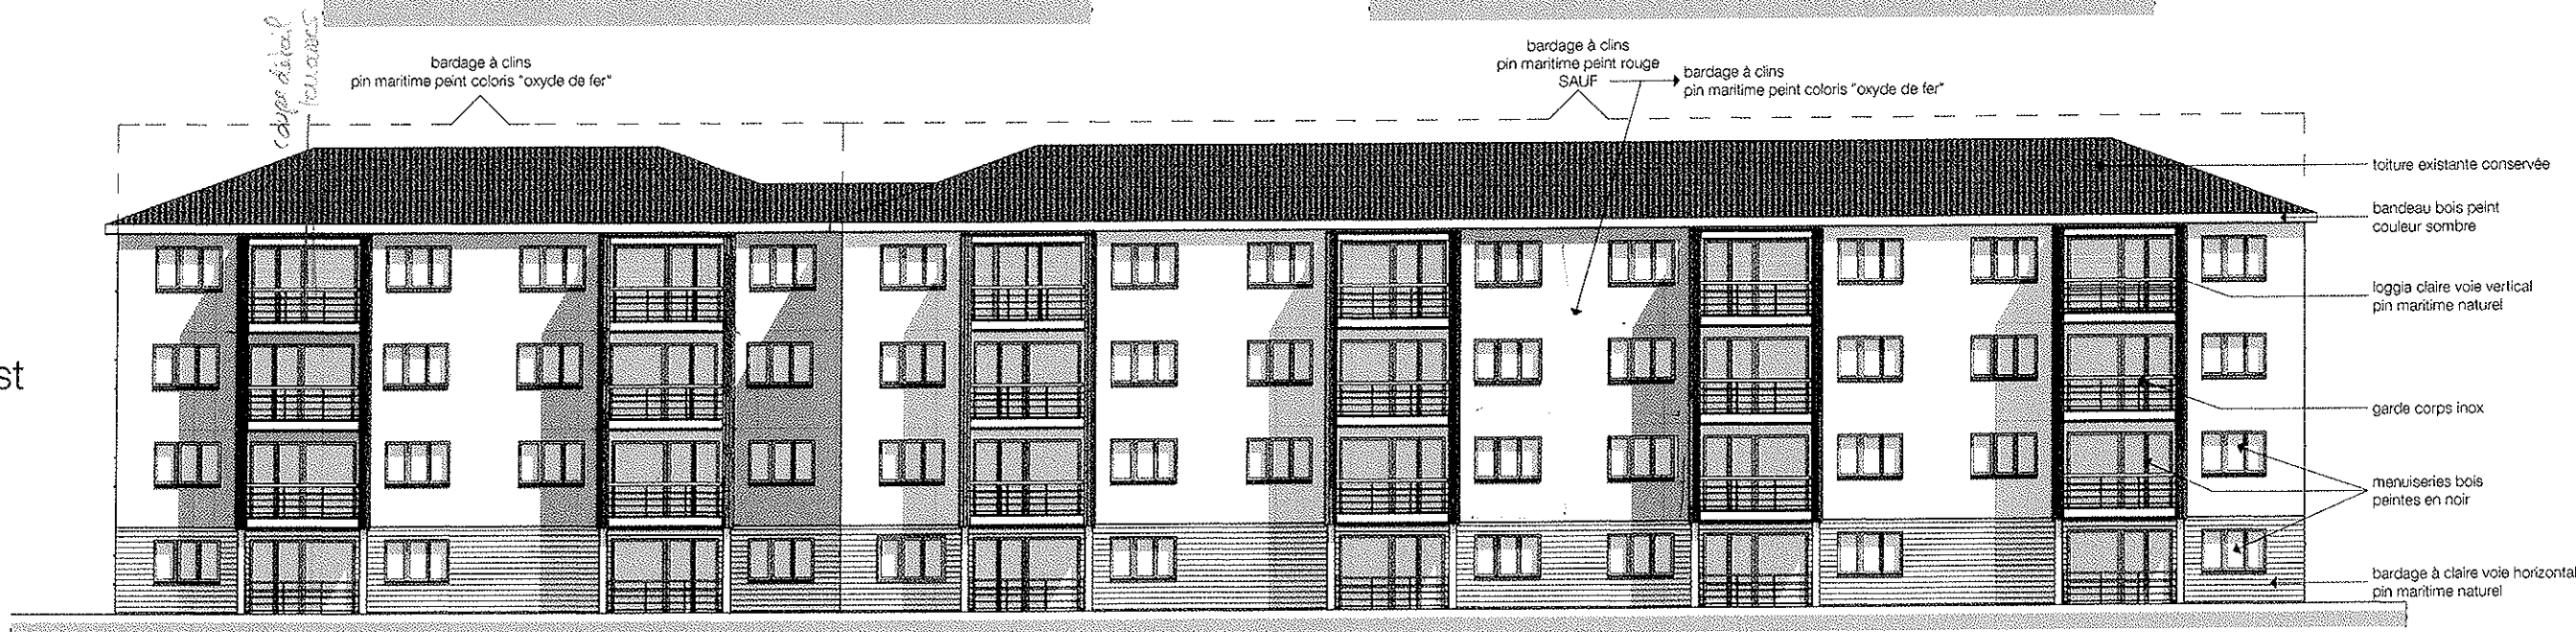 bardage à clins
pin maritime peint coloris "oxyde de fer"
bardage à clins
pin maritime peint rouge
SAUF
bardage à clins
pin maritime peint coloris "oxyde de fer"
toiture existante conservée
bandeau bois peint
couleur sombre
loggia claire voie vertical
pin maritime naturel
st
garde corps inox
menuiseries bois
peintes en noir
bardage à claire voie horizontal
pin maritime naturel